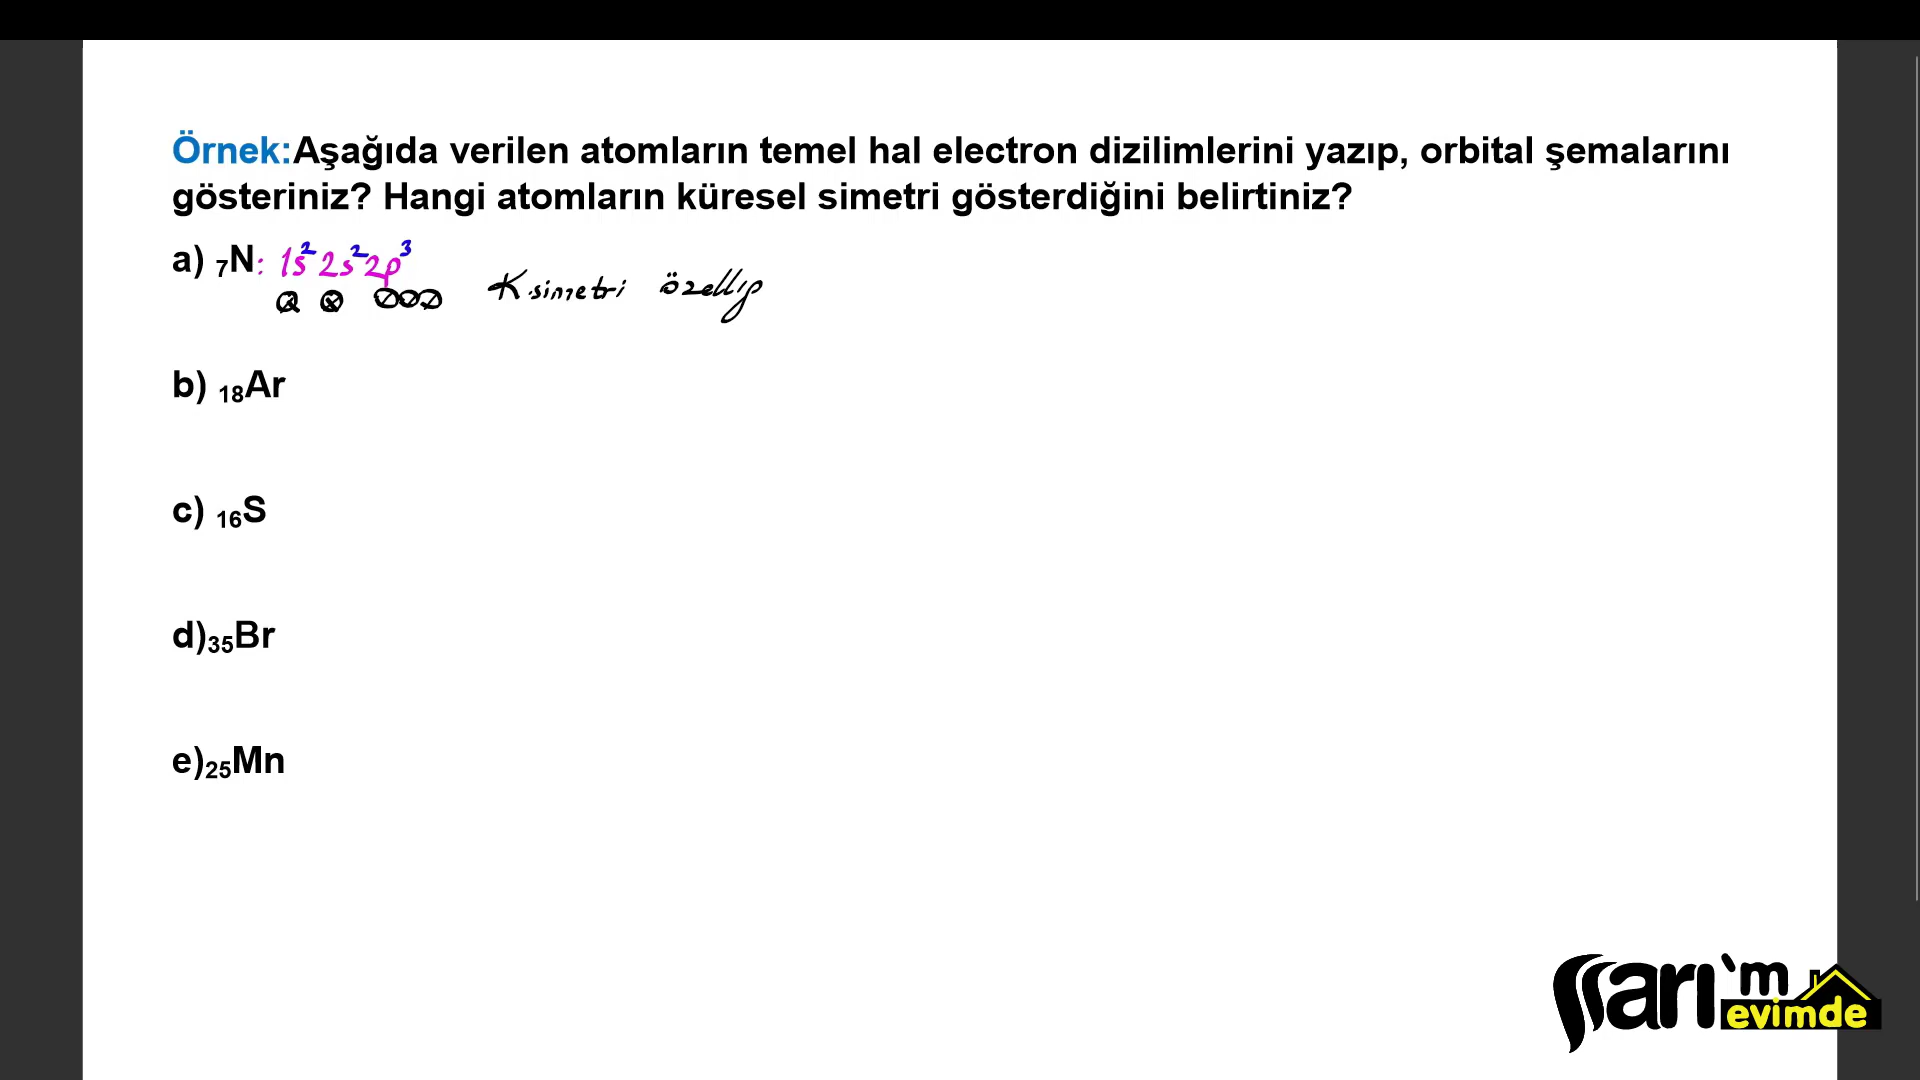 Örnek:Aşağıda verilen atomların temel hal electron dizilimlerini yazıp, orbital şemalarını
gösteriniz? Hangi atomların küresel simetri gösterdiğini belirtiniz?
a) ₇N: 1s² 2s² 2p³
K.simetri
b) ₁₈Ar
c) ₁₆S
d)₃₅Br
e)₂₅Mn
sarı'm
evimde